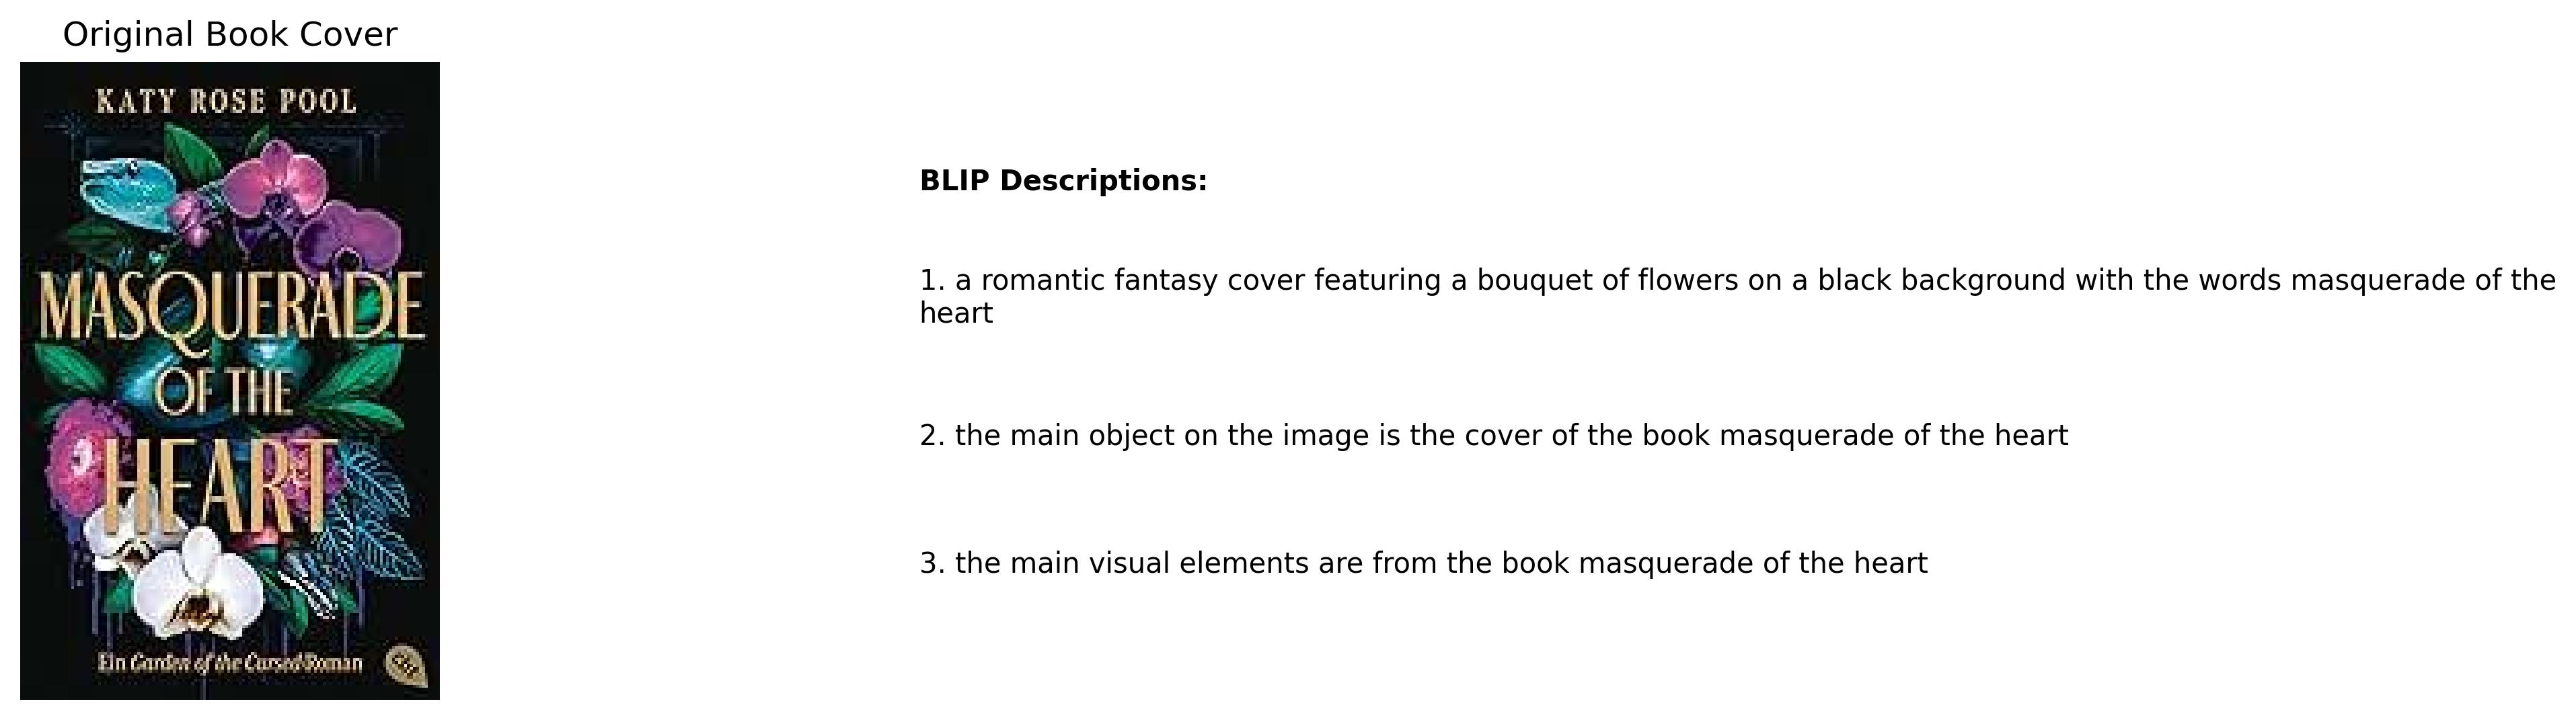 Original Book Cover
KATY ROSE POOL
MASQUERADE
OF THE
HEART
Ein Garden of the Cursed Roman
cbj
BLIP Descriptions:
1. a romantic fantasy cover featuring a bouquet of flowers on a black background with the words masquerade of the
heart
2. the main object on the image is the cover of the book masquerade of the heart
3. the main visual elements are from the book masquerade of the heart